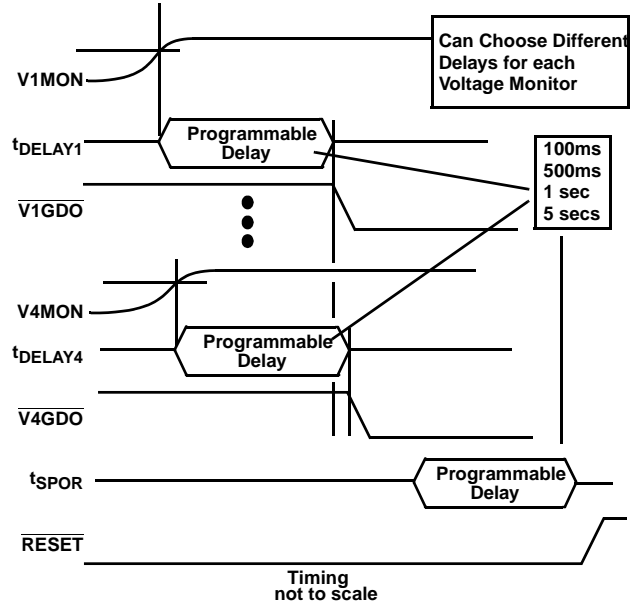 Can Choose Different
Delays for each
Voltage Monitor
V1MON
tDELAY1
Programmable
Delay
100ms
500ms
1 sec
5 secs
V1GDO
V4MON
tDELAY4
Programmable
Delay
V4GDO
tSPOR
Programmable
Delay
RESET
Timing
not to scale